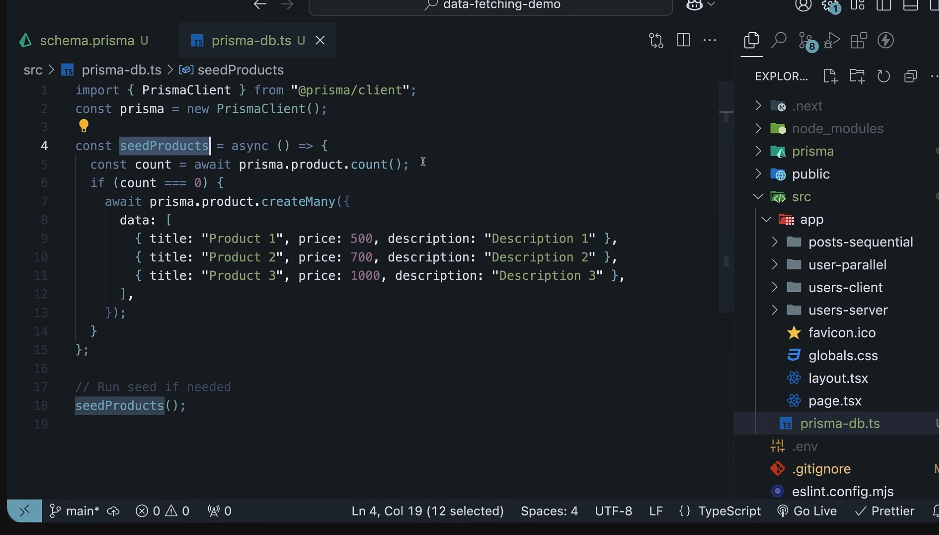 data-fetching-demo
1
schema.prisma U
TS prisma-db.ts U
8
src > TS prisma-db.ts > seedProducts
EXPLOR...
1 import { PrismaClient } from "@prisma/client";
2 const prisma = new PrismaClient();
3
4 const seedProducts = async () => {
5 const count = await prisma.product.count();
6 if (count === 0) {
7 await prisma.product.createMany({
8 data: [
9 { title: "Product 1", price: 500, description: "Description 1" },
10 { title: "Product 2", price: 700, description: "Description 2" },
11 { title: "Product 3", price: 1000, description: "Description 3" },
12 ],
13 });
14 }
15 };
16
17 // Run seed if needed
18 seedProducts();
19
.next
node_modules
prisma
public
src
app
posts-sequential
user-parallel
users-client
users-server
favicon.ico
globals.css
layout.tsx
page.tsx
TS prisma-db.ts
.env
.gitignore
eslint.config.mjs
main* 0 0 0 Ln 4, Col 19 (12 selected) Spaces: 4 UTF-8 LF {} TypeScript Go Live Prettier